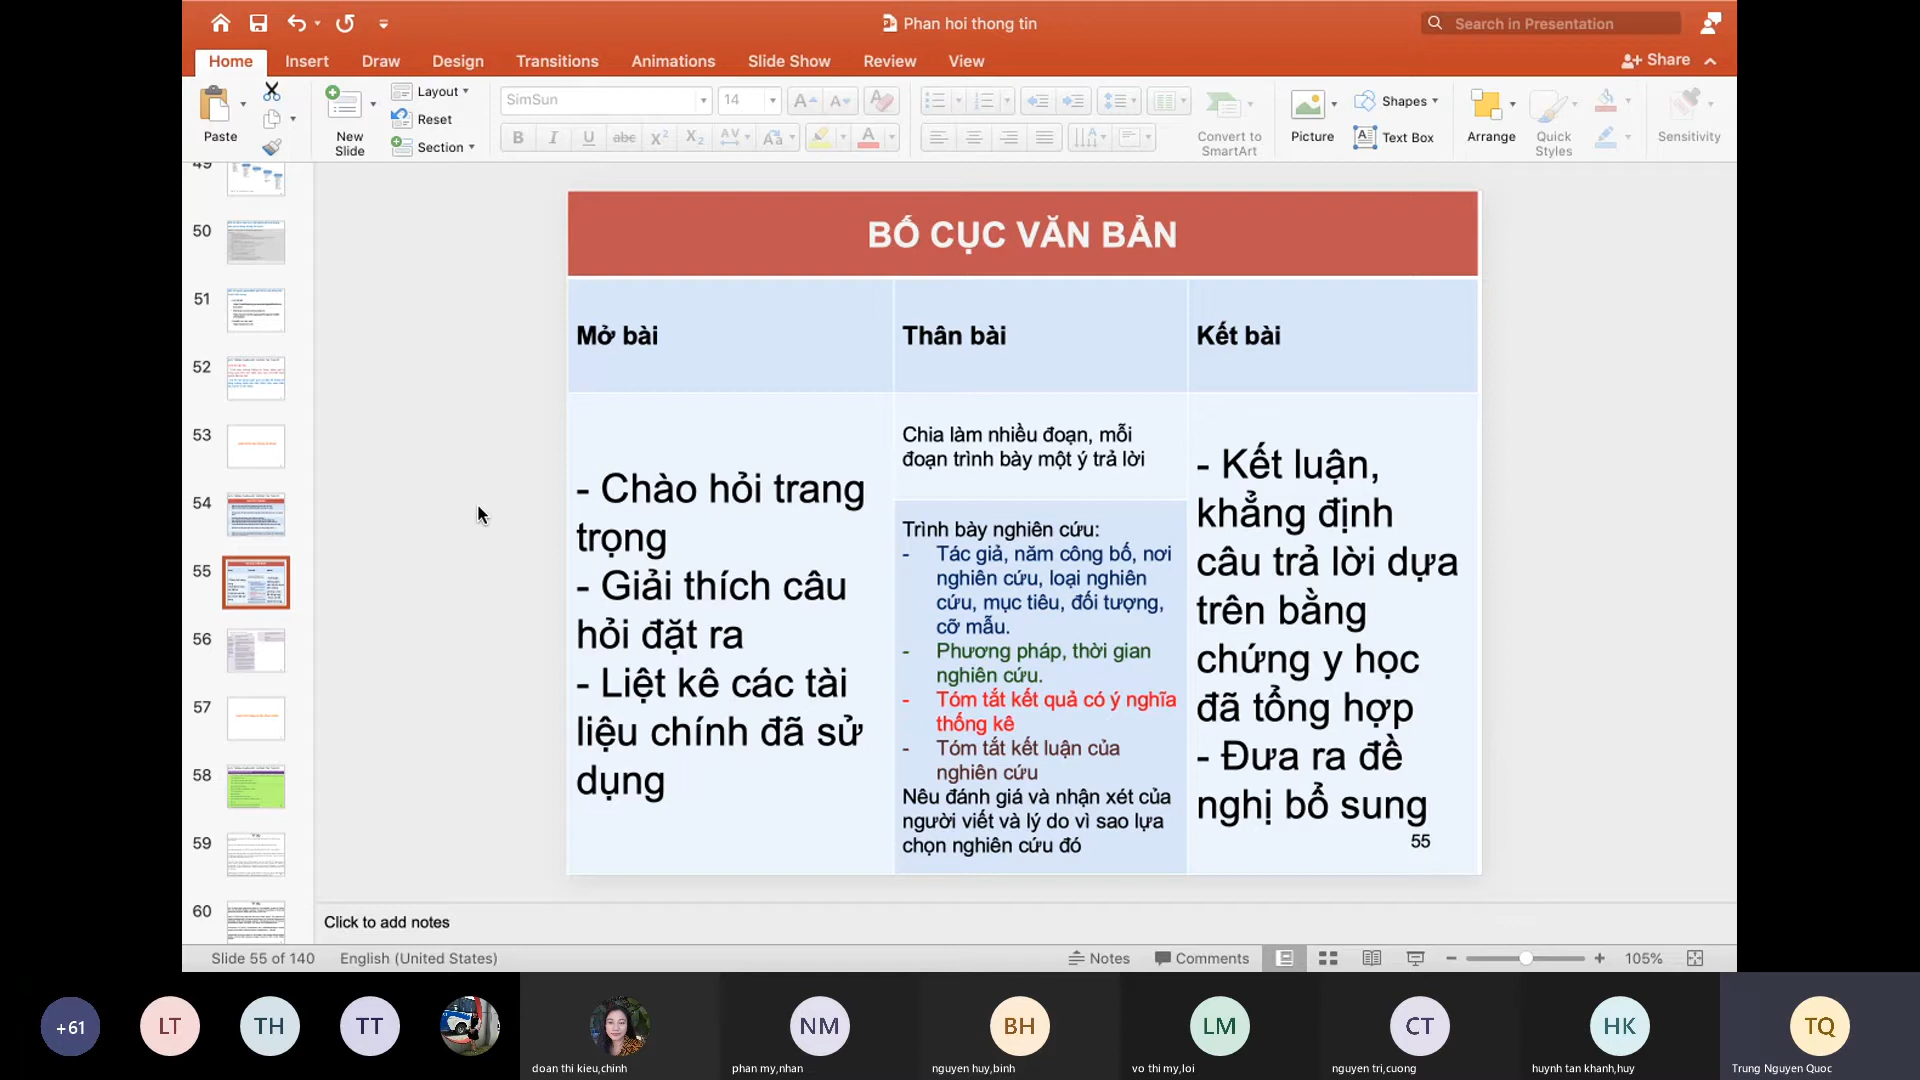 Phan hoi thong tin
Search in Presentation
Home
Insert
Draw
Design
Transitions
Animations
Slide Show
Review
View
Share
Paste
New
Slide
Layout
Reset
Section
SimSun
14
Convert to
SmartArt
Picture
Shapes
Text Box
Arrange
Quick
Styles
Sensitivity
49
50
51
52
53
54
55
56
57
58
59
60
BỐ CỤC VĂN BẢN
Mở bài
- Chào hỏi trang
trọng
- Giải thích câu
hỏi đặt ra
- Liệt kê các tài
liệu chính đã sử
dụng
Thân bài
Chia làm nhiều đoạn, mỗi
đoạn trình bày một ý trả lời
Trình bày nghiên cứu:
- Tác giả, năm công bố, nơi
nghiên cứu, loại nghiên
cứu, mục tiêu, đối tượng,
cỡ mẫu.
- Phương pháp, thời gian
nghiên cứu.
- Tóm tắt kết quả có ý nghĩa
thống kê
- Tóm tắt kết luận của
nghiên cứu
Nêu đánh giá và nhận xét của
người viết và lý do vì sao lựa
chọn nghiên cứu đó
Kết bài
- Kết luận,
khẳng định
câu trả lời dựa
trên bằng
chứng y học
đã tổng hợp
- Đưa ra đề
nghị bổ sung
55
Click to add notes
Slide 55 of 140
English (United States)
Notes
Comments
105%
+61
LT
TH
TT
NM
BH
LM
CT
HK
TQ
doan thi kieu,chinh
phan my,nhan
nguyen huy,binh
vo thi my,loi
nguyen tri,cuong
huynh tan khanh,huy
Trung Nguyen Quoc